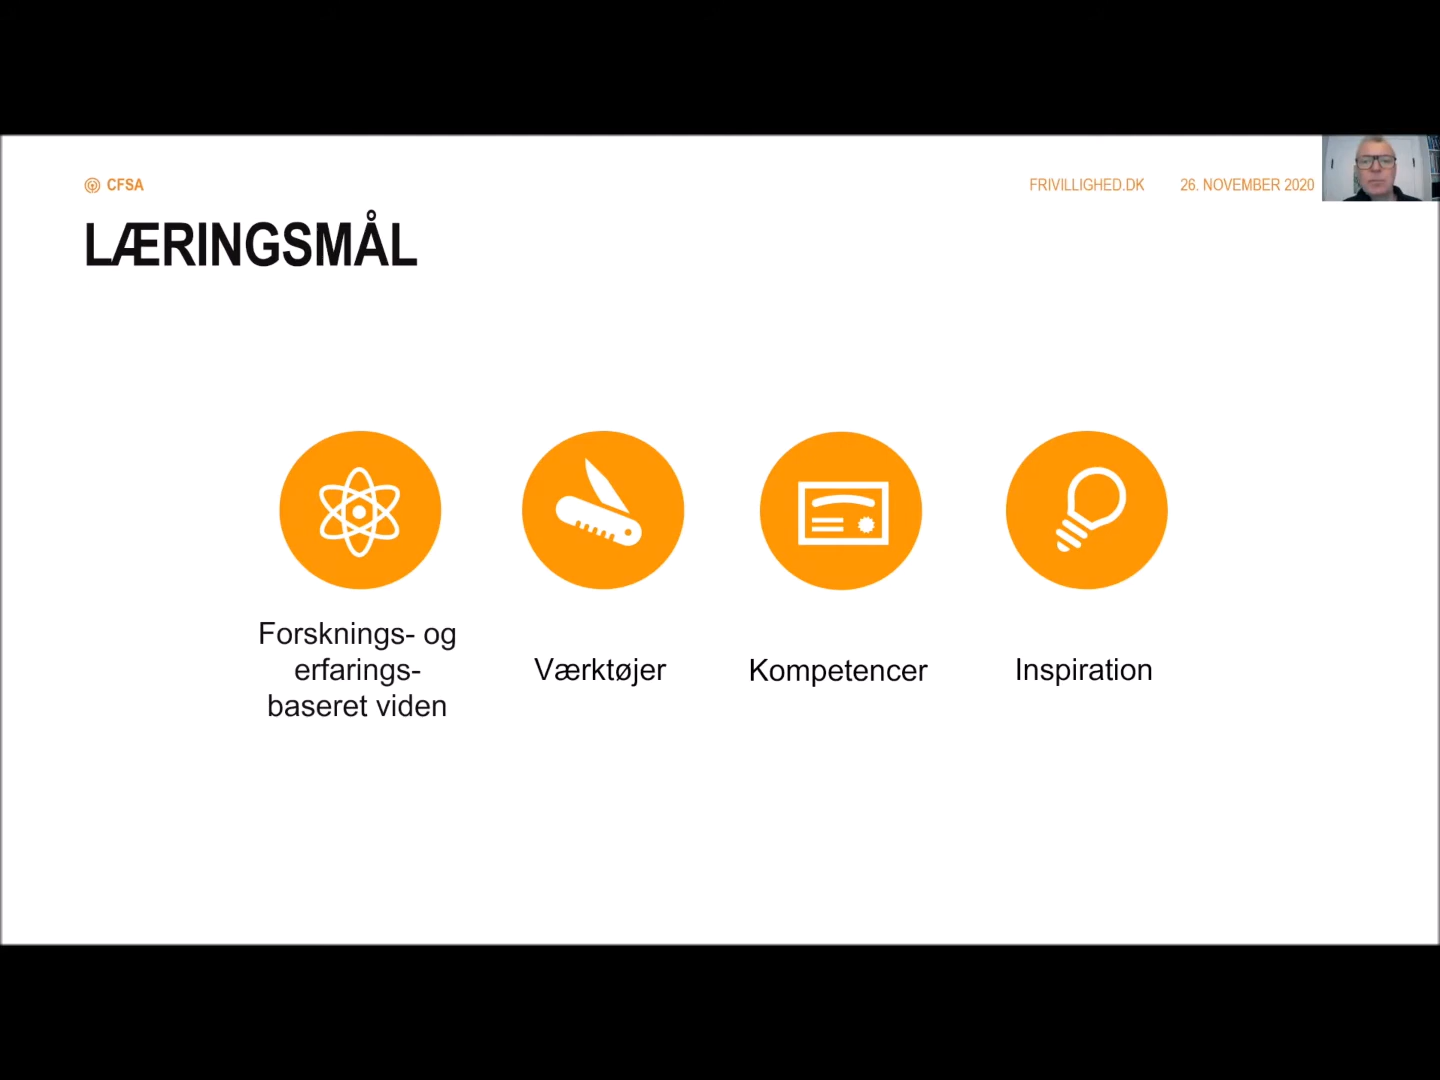 CFSA
FRIVILLIGHED.DK
26. NOVEMBER 2020
LÆRINGSMÅL
Forsknings- og
erfarings-
baseret viden
Værktøjer
Kompetencer
Inspiration